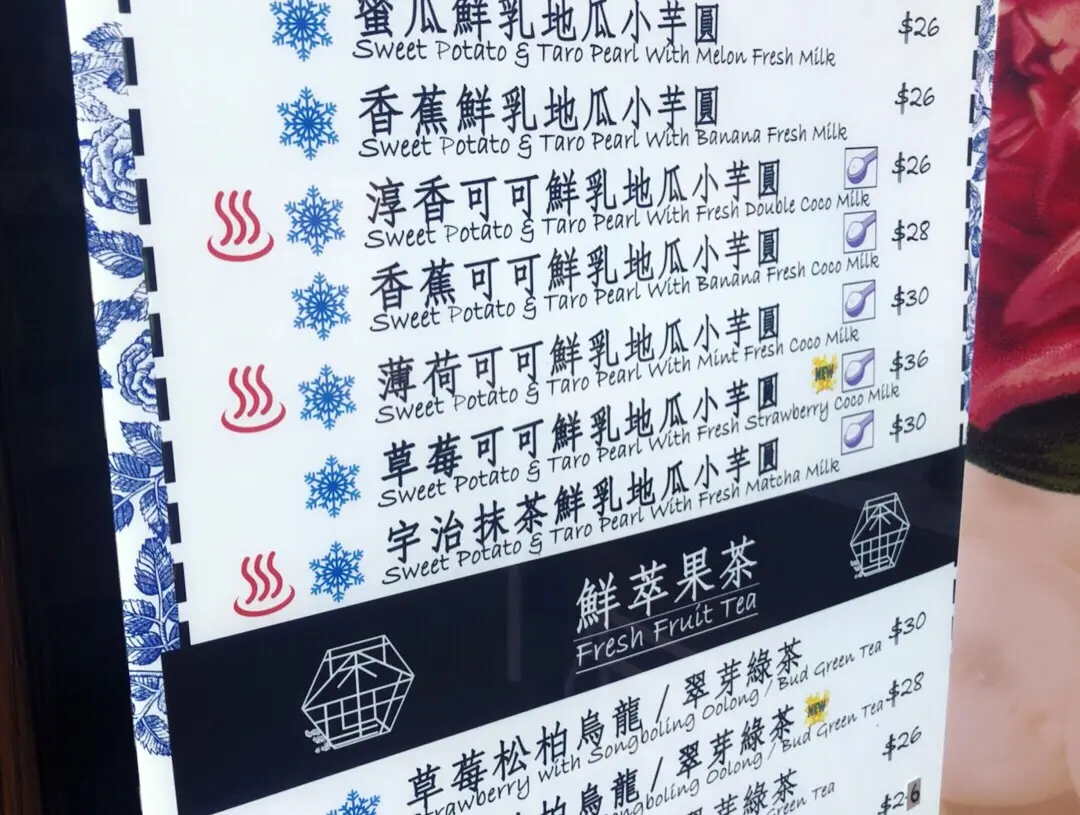 蜜瓜鮮乳地瓜小芋圓 $26
Sweet Potato & Taro Pearl With Melon Fresh Milk
香蕉鮮乳地瓜小芋圓 $26
Sweet Potato & Taro Pearl With Banana Fresh Milk
淳香可可鮮乳地瓜小芋圓 $26
Sweet Potato & Taro Pearl With Fresh Double Coco Milk
香蕉可可鮮乳地瓜小芋圓 $28
Sweet Potato & Taro Pearl With Banana Fresh Coco Milk
薄荷可可鮮乳地瓜小芋圓 $30
Sweet Potato & Taro Pearl With Mint Fresh Coco Milk
草莓可可鮮乳地瓜小芋圓 NEW $36
Sweet Potato & Taro Pearl With Fresh Strawberry Coco Milk
宇治抹茶鮮乳地瓜小芋圓 $30
Sweet Potato & Taro Pearl With Fresh Matcha Milk
鮮萃果茶
Fresh Fruit Tea
草莓松柏烏龍 / 翠芽綠茶 $30
Strawberry With Songboling Oolong / Bud Green Tea
柏烏龍 / 翠芽綠茶 NEW $28
Songboling Oolong / Bud Green Tea
芽綠茶 $26
Green Tea
$26